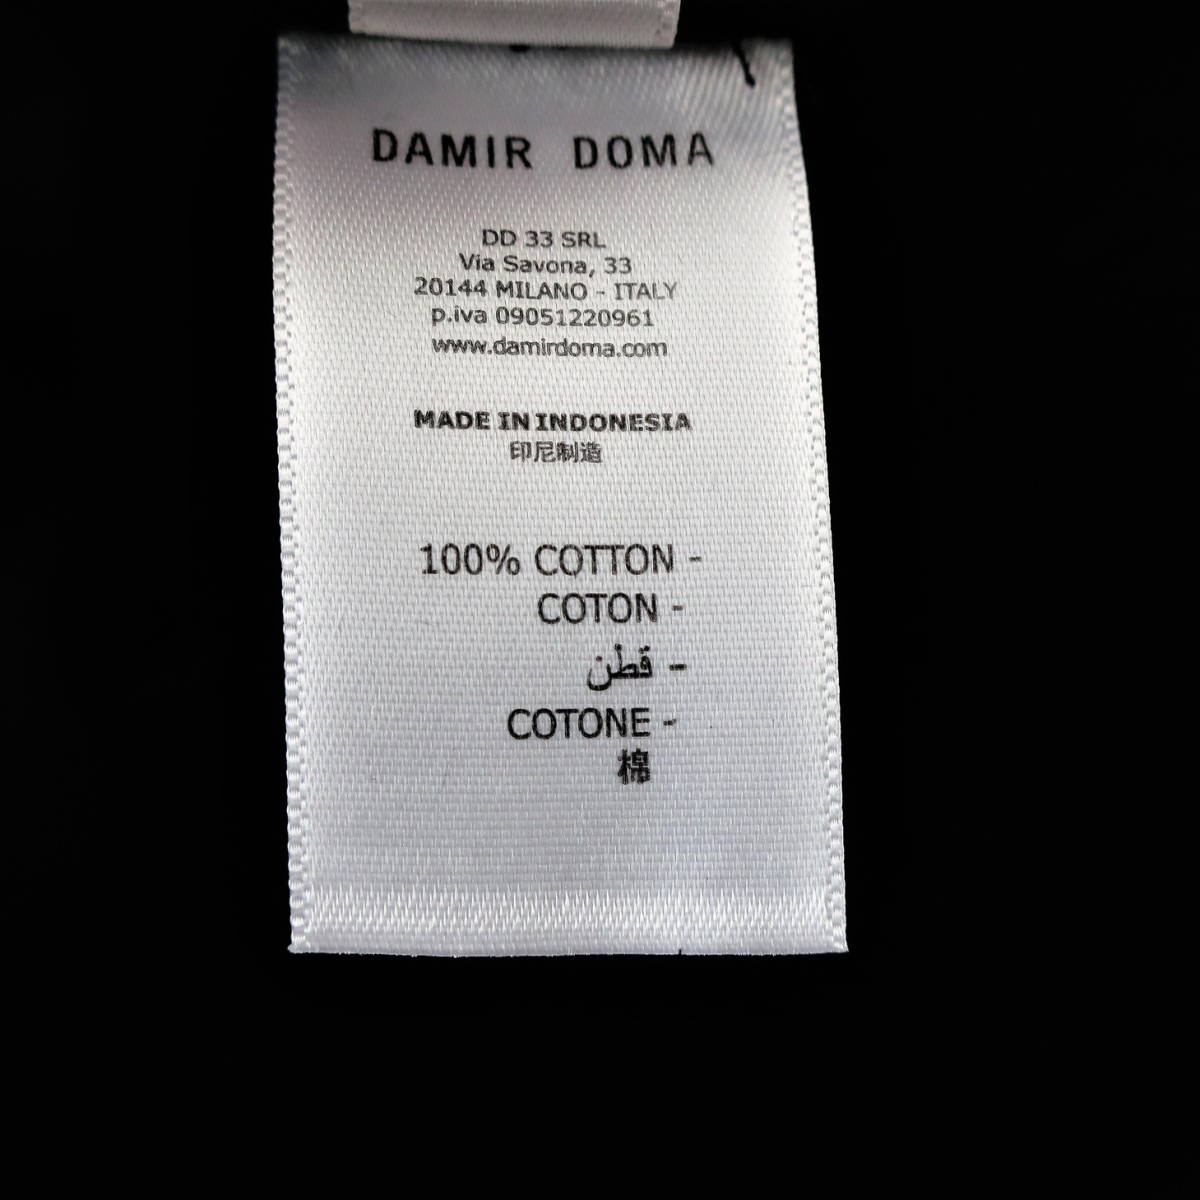 DAMIR DOMA
DD 33 SRL
Via Savona, 33
20144 MILANO - ITALY
p.iva 09051220961
www.damirdoma.com
MADE IN INDONESIA
印尼制造
100% COTTON -
COTON -
قطن -
COTONE -
棉